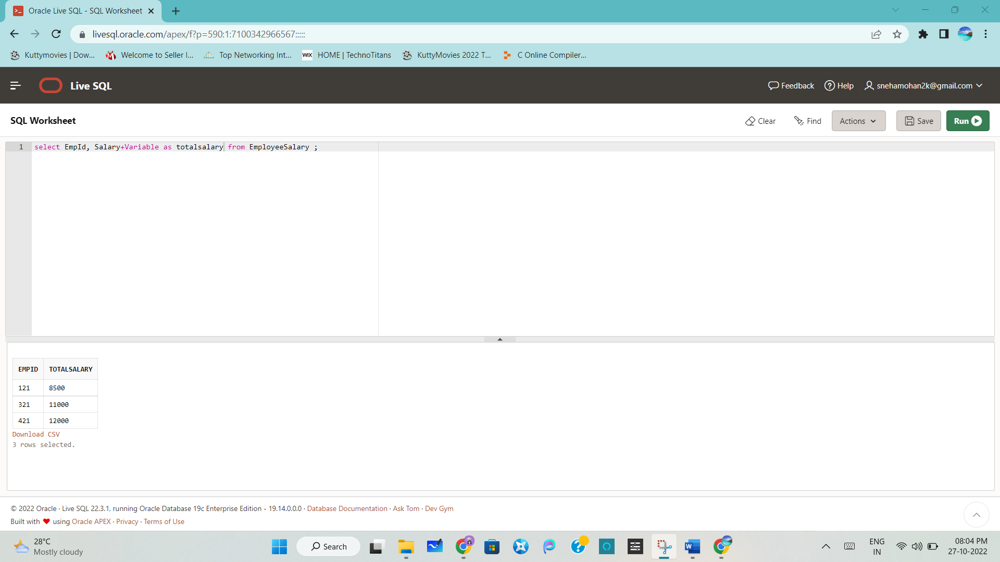 Oracle Live SQL - SQL Worksheet
livesql.oracle.com/apex/f?p=590:1:7100342966567:::::
Kuttymovies | Dow... Welcome to Seller I... Top Networking Int... WIX HOME | TechnoTitans KuttyMovies 2022 T... C Online Compiler...
Live SQL Feedback Help snehamohan2k@gmail.com
SQL Worksheet Clear Find Actions Save Run
1 select EmpId, Salary+Variable as totalsalary from EmployeeSalary ;
EMPID TOTALSALARY
121 8500
321 11000
421 12000
Download CSV
3 rows selected.
© 2022 Oracle · Live SQL 22.3.1, running Oracle Database 19c Enterprise Edition - 19.14.0.0.0 · Database Documentation · Ask Tom · Dev Gym
Built with ❤ using Oracle APEX · Privacy · Terms of Use
28°C
Mostly cloudy
Search
ENG
IN
08:04 PM
27-10-2022